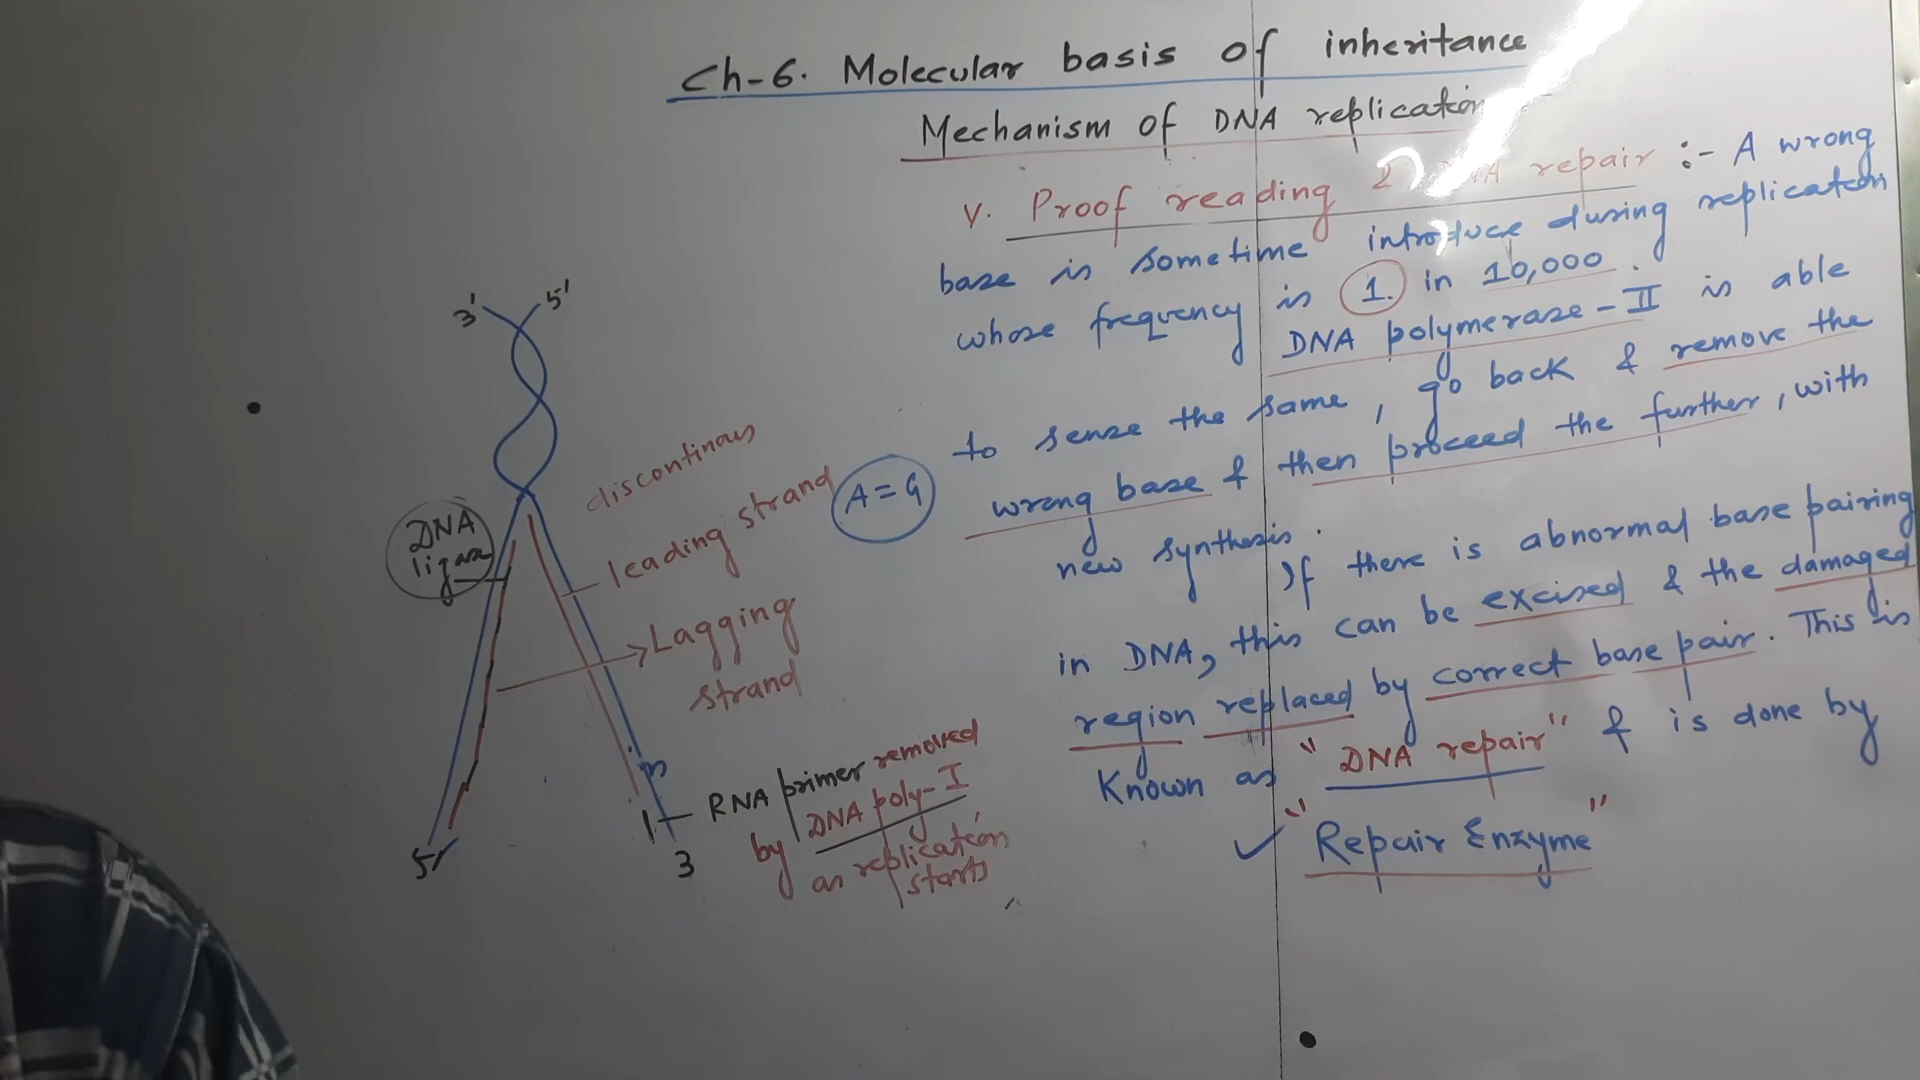 Ch-6. Molecular basis of inheritance
Mechanism of DNA replication
V. Proof reading & DNA repair :- A wrong
base is sometime introduce during replication
whose frequency is 1. in 10,000.
DNA polymerase-II is able
to sense the same, go back & remove the
wrong base & then proceed the further, with
new synthesis.
If there is abnormal base pairing
in DNA, this can be excised & the damaged
region replaced by correct base pair. This is
Known as "DNA repair" & is done by
"Repair Enzyme"
3' 5'
discontinous
leading strand
A = G
DNA
ligase
Lagging
strand
RNA primer removed
by DNA poly-I
as replication
starts
5'
3